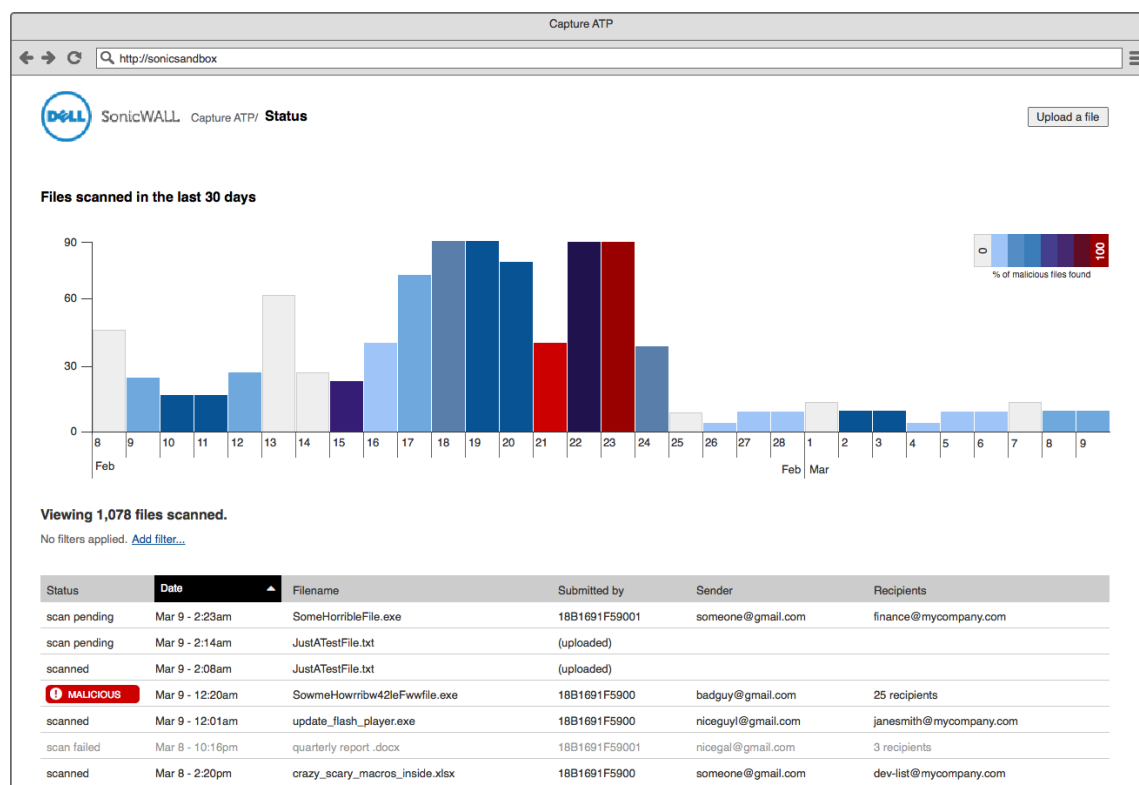 Capture ATP
http://sonicsandbox
DELL SonicWALL Capture ATP/ Status
Upload a file
Files scanned in the last 30 days
90
60
30
0
0 100
% of malicious files found
8 9 10 11 12 13 14 15 16 17 18 19 20 21 22 23 24 25 26 27 28 1 2 3 4 5 6 7 8 9
Feb Feb Mar
Viewing 1,078 files scanned.
No filters applied. Add filter...
Status Date Filename Submitted by Sender Recipients
scan pending Mar 9 - 2:23am SomeHorribleFile.exe 18B1691F59001 someone@gmail.com finance@mycompany.com
scan pending Mar 9 - 2:14am JustATestFile.txt (uploaded)
scanned Mar 9 - 2:08am JustATestFile.txt (uploaded)
MALICIOUS Mar 9 - 12:20am SowmeHowrribw42leFwwfile.exe 18B1691F5900 badguy@gmail.com 25 recipients
scanned Mar 9 - 12:01am update_flash_player.exe 18B1691F5900 niceguyl@gmail.com janesmith@mycompany.com
scan failed Mar 8 - 10:16pm quarterly report .docx 18B1691F59001 nicegal@gmail.com 3 recipients
scanned Mar 8 - 2:20pm crazy_scary_macros_inside.xlsx 18B1691F5900 someone@gmail.com dev-list@mycompany.com